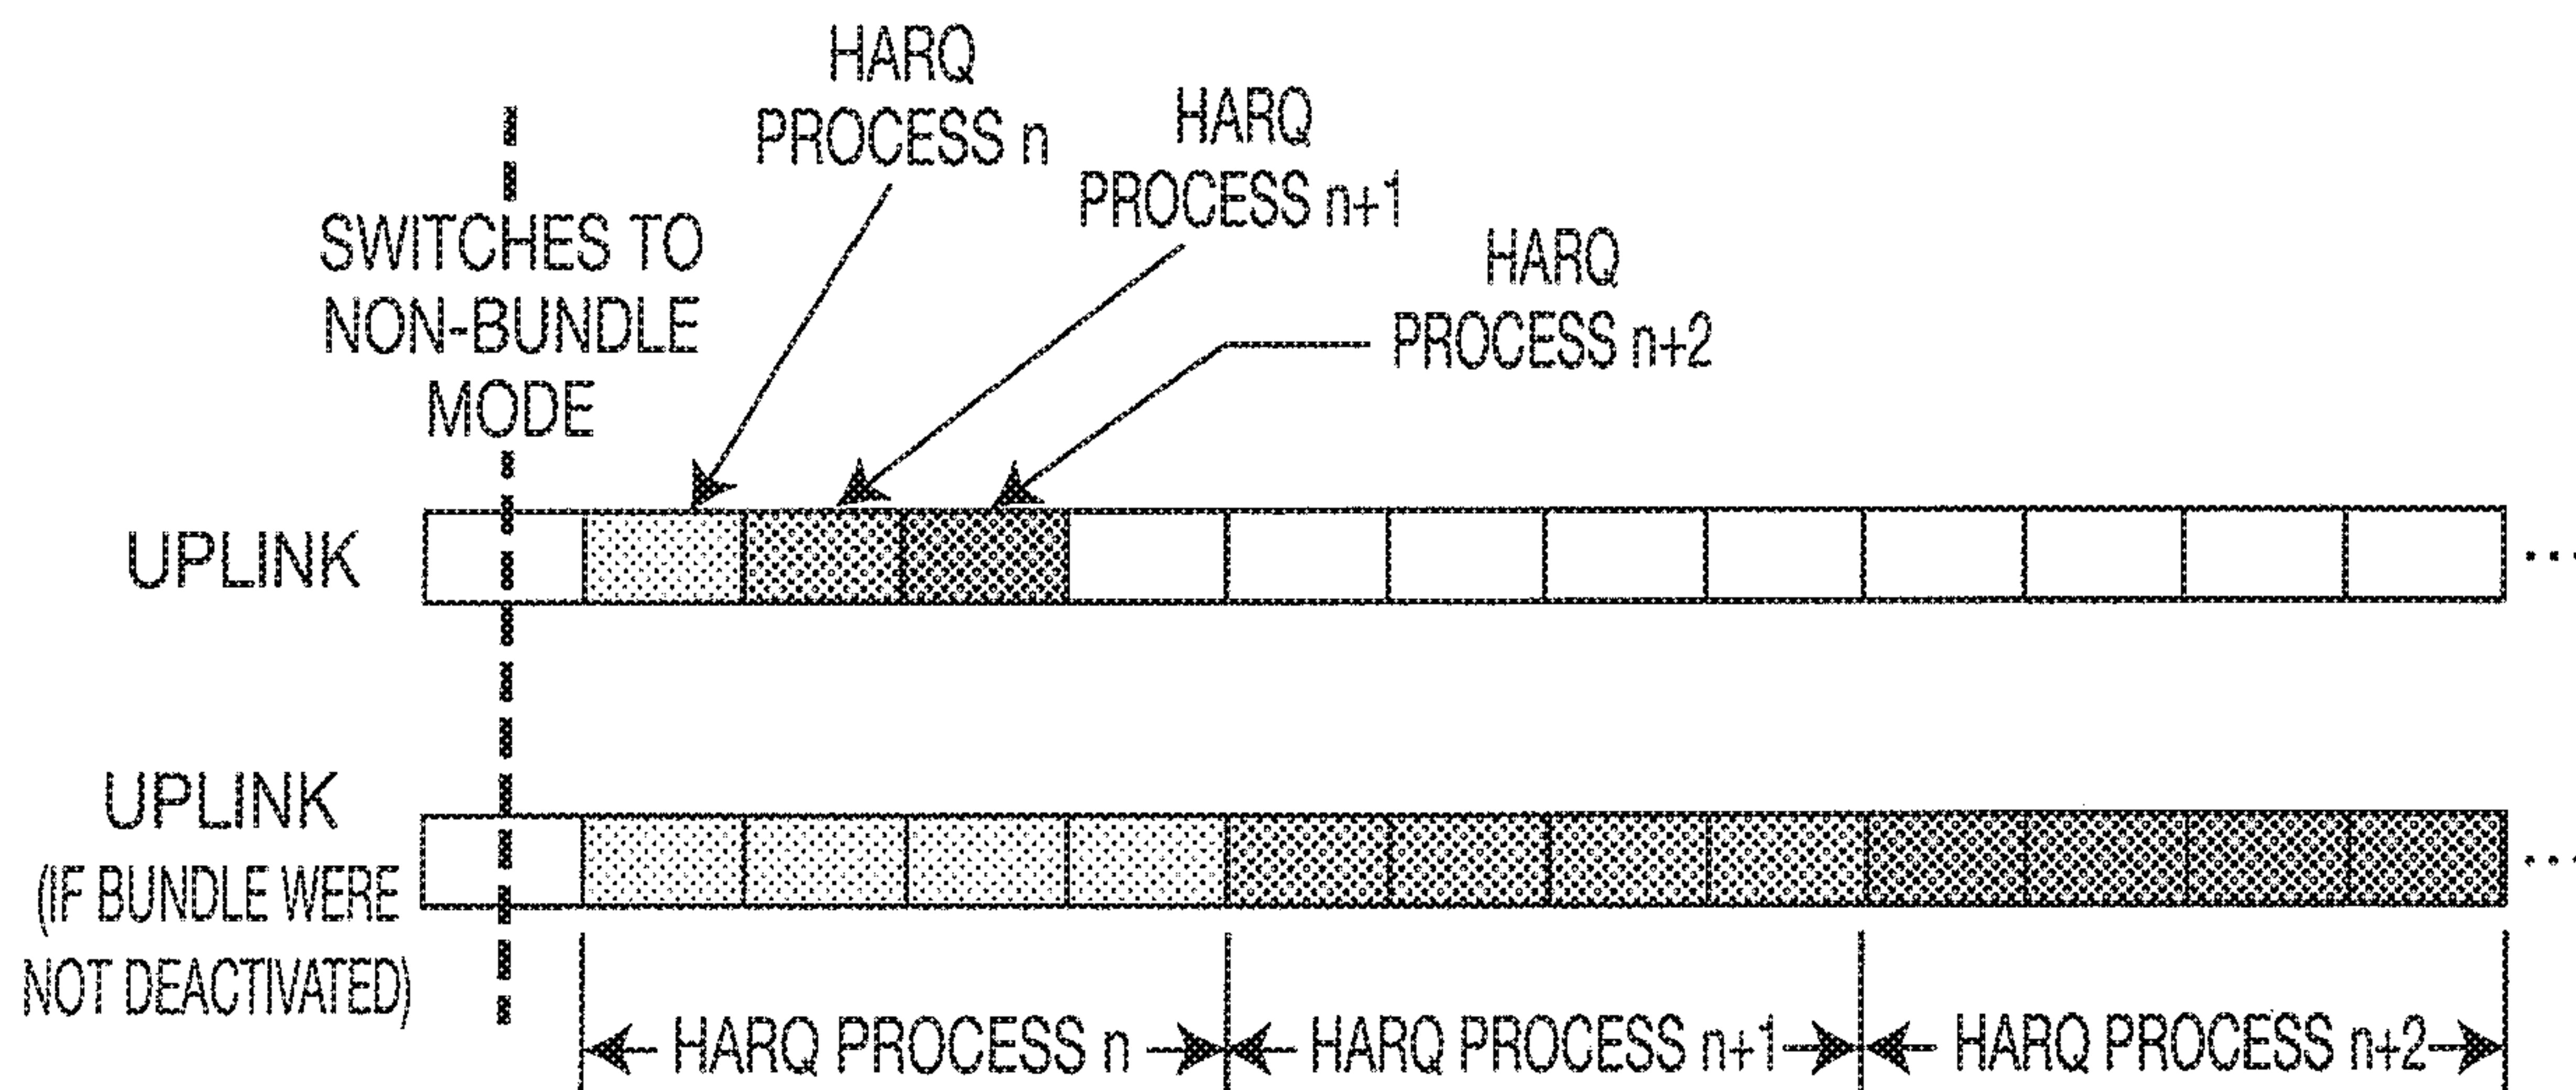 HARQ
PROCESS n
HARQ
PROCESS n+1
HARQ
PROCESS n+2
SWITCHES TO
NON-BUNDLE
MODE
UPLINK
...
UPLINK
(IF BUNDLE WERE
NOT DEACTIVATED)
...
HARQ PROCESS n
HARQ PROCESS n+1
HARQ PROCESS n+2